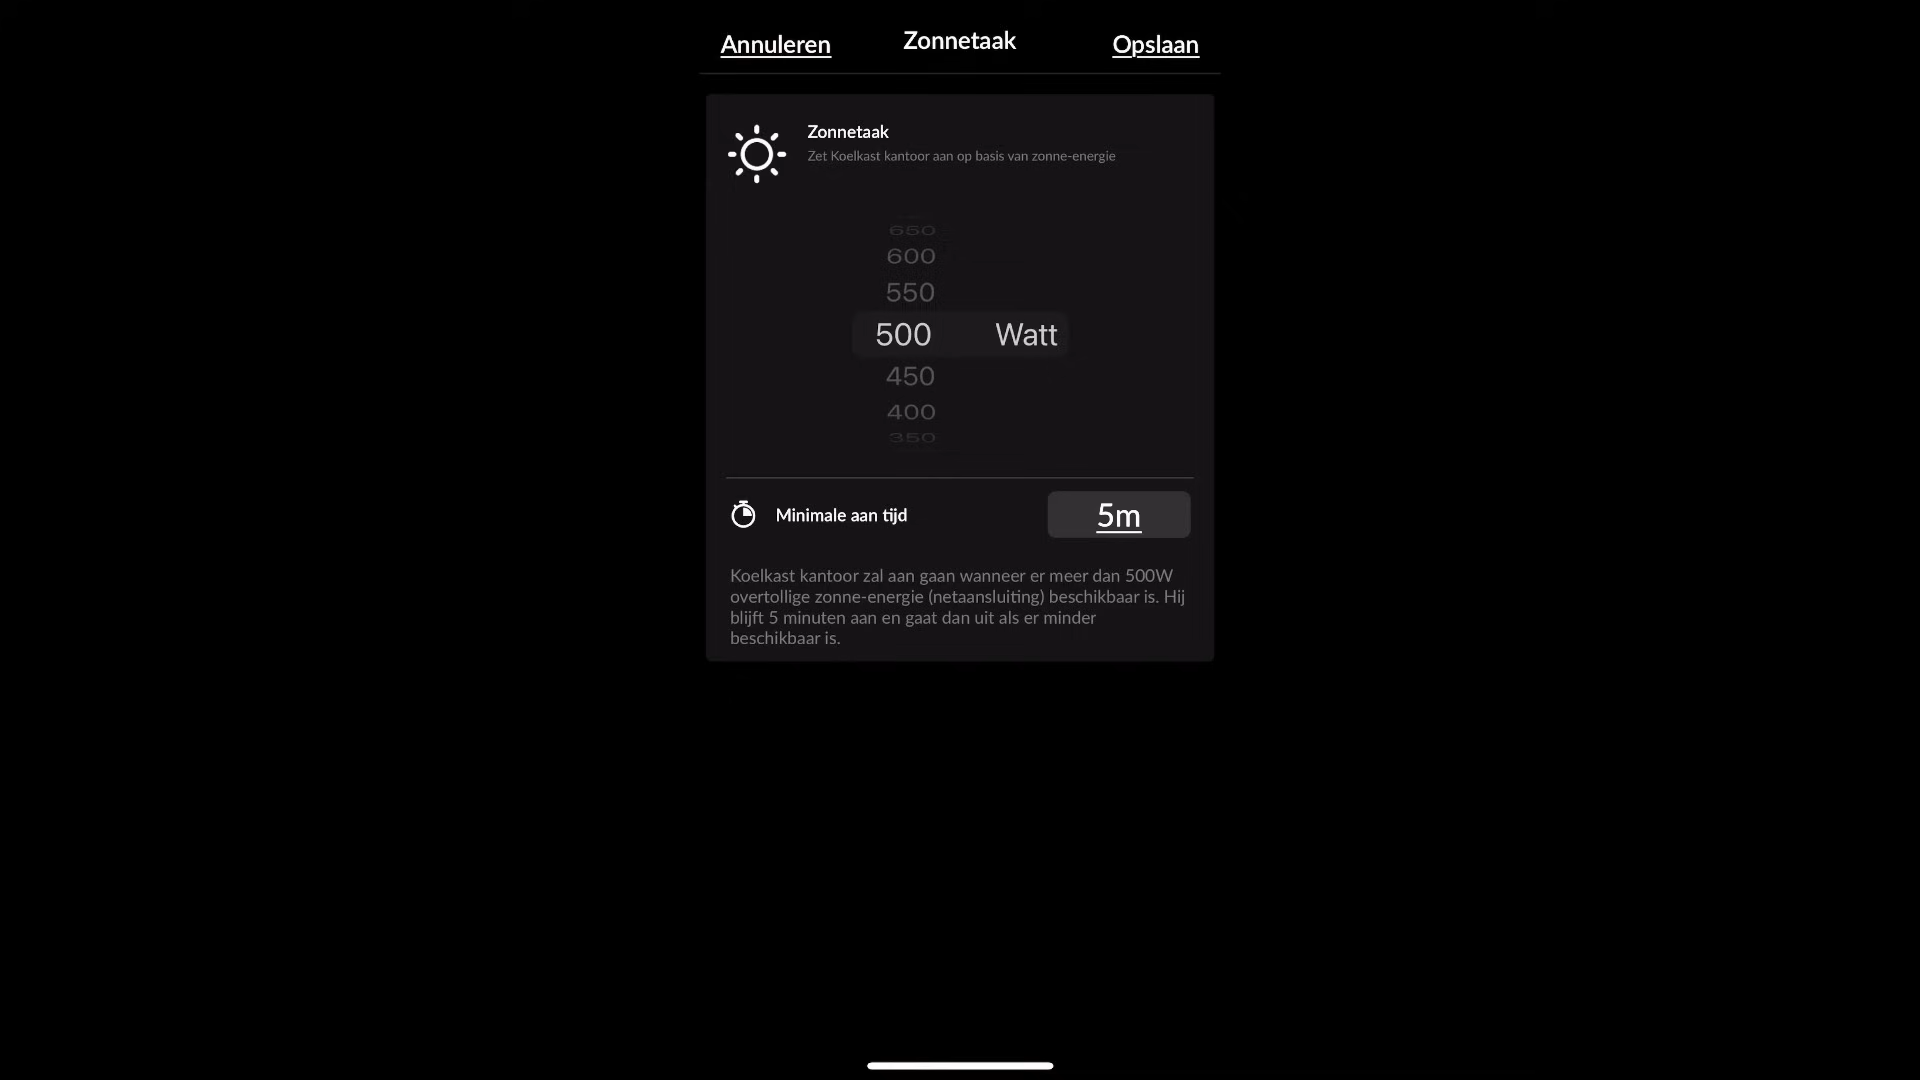 Annuleren Zonnetaak Opslaan
Zonnetaak
Zet Koelkast kantoor aan op basis van zonne-energie
650
600
550
500 Watt
450
400
350
Minimale aan tijd 5m
Koelkast kantoor zal aan gaan wanneer er meer dan 500W
overtollige zonne-energie (netaansluiting) beschikbaar is. Hij
blijft 5 minuten aan en gaat dan uit als er minder
beschikbaar is.